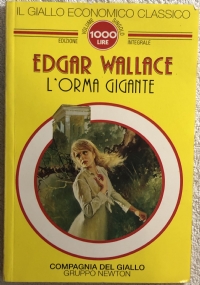 IL GIALLO ECONOMICO CLASSICO
EDIZIONE 1000 LIRE INTEGRALE
EDGAR WALLACE
L'ORMA GIGANTE
COMPAGNIA DEL GIALLO
GRUPPO NEWTON